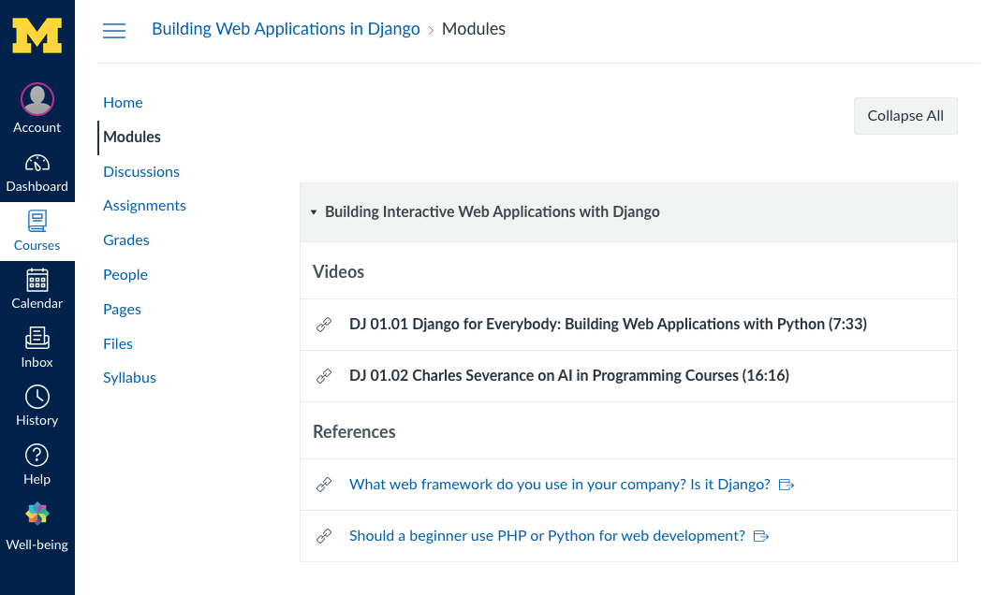 M
Building Web Applications in Django › Modules
Account
Dashboard
Courses
Calendar
Inbox
History
Help
Well-being
Home
Modules
Discussions
Assignments
Grades
People
Pages
Files
Syllabus
Collapse All
Building Interactive Web Applications with Django
Videos
DJ 01.01 Django for Everybody: Building Web Applications with Python (7:33)
DJ 01.02 Charles Severance on AI in Programming Courses (16:16)
References
What web framework do you use in your company? Is it Django?
Should a beginner use PHP or Python for web development?